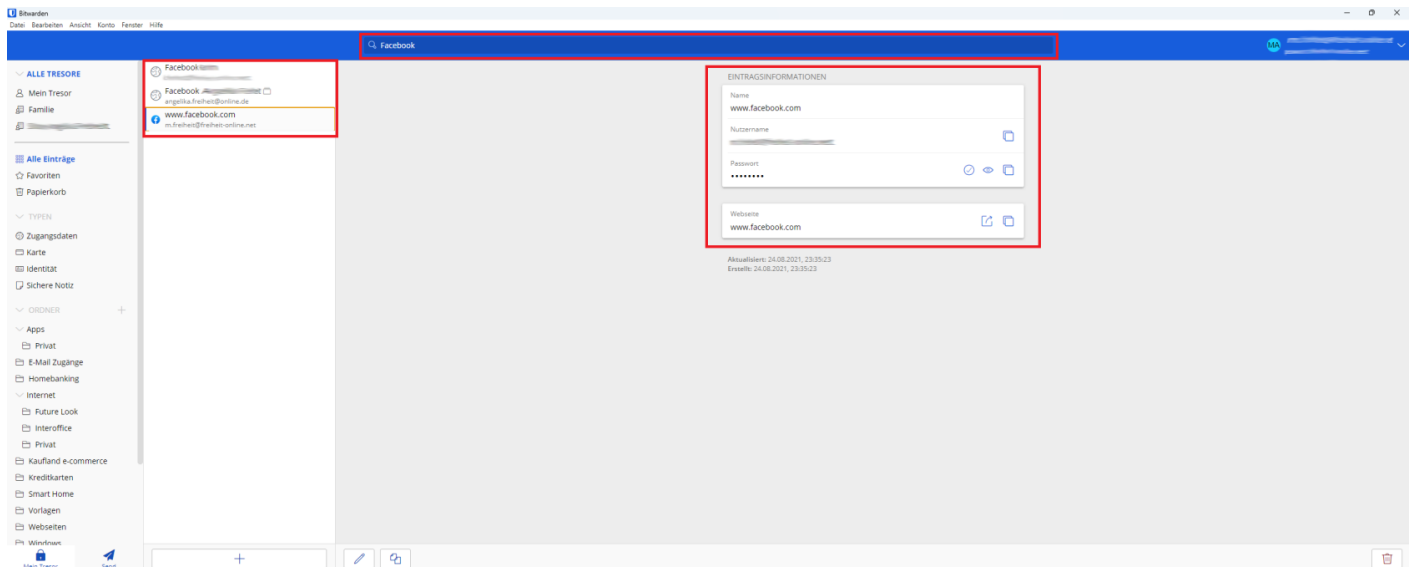 Bitwarden
Datei Bearbeiten Ansicht Konto Fenster Hilfe
Facebook
MA
ALLE TRESORE
Mein Tresor
Familie
Alle Einträge
Favoriten
Papierkorb
TYPEN
Zugangsdaten
Karte
Identität
Sichere Notiz
ORDNER
Apps
Privat
E-Mail Zugänge
Homebanking
Internet
Future Look
Interoffice
Privat
Kaufland e-commerce
Kreditkarten
Smart Home
Vorlagen
Webseiten
Windows
Mein Tresor
Send
Facebook
Facebook
angelika.freiheit@online.de
www.facebook.com
m.freiheit@freiheit-online.net
EINTRAGSINFORMATIONEN
Name
www.facebook.com
Nutzername
Passwort
••••••••
Webseite
www.facebook.com
Aktualisiert: 24.08.2021, 23:35:23
Erstellt: 24.08.2021, 23:35:23